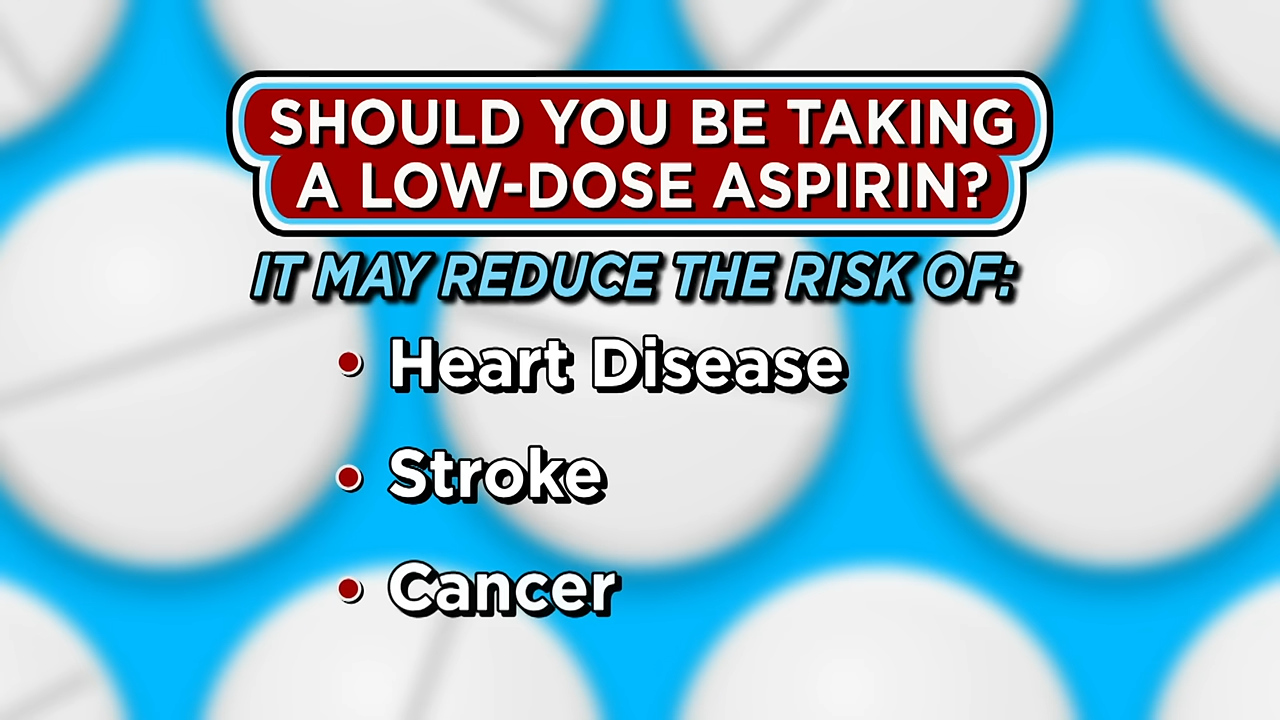 SHOULD YOU BE TAKING
A LOW-DOSE ASPIRIN?
IT MAY REDUCE THE RISK OF:
• Heart Disease
• Stroke
• Cancer